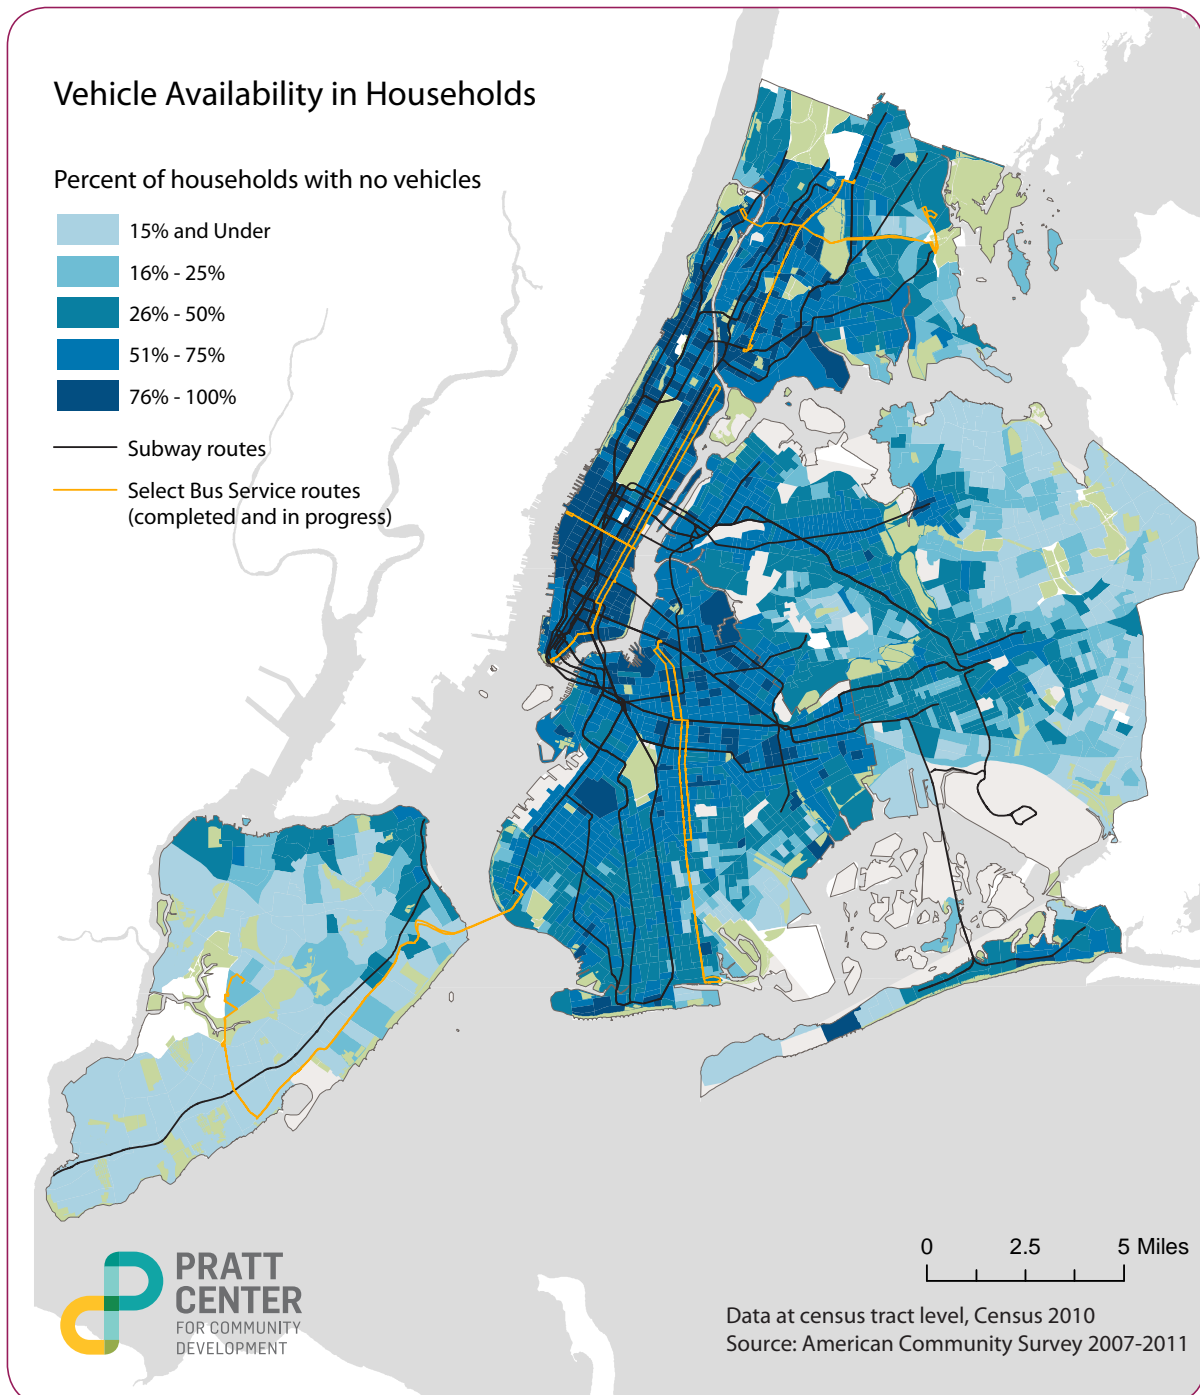 Vehicle Availability in Households
Percent of households with no vehicles
15% and Under
16% - 25%
26% - 50%
51% - 75%
76% - 100%
Subway routes
Select Bus Service routes
(completed and in progress)
PRATT
CENTER
FOR COMMUNITY
DEVELOPMENT
0 2.5 5 Miles
Data at census tract level, Census 2010
Source: American Community Survey 2007-2011